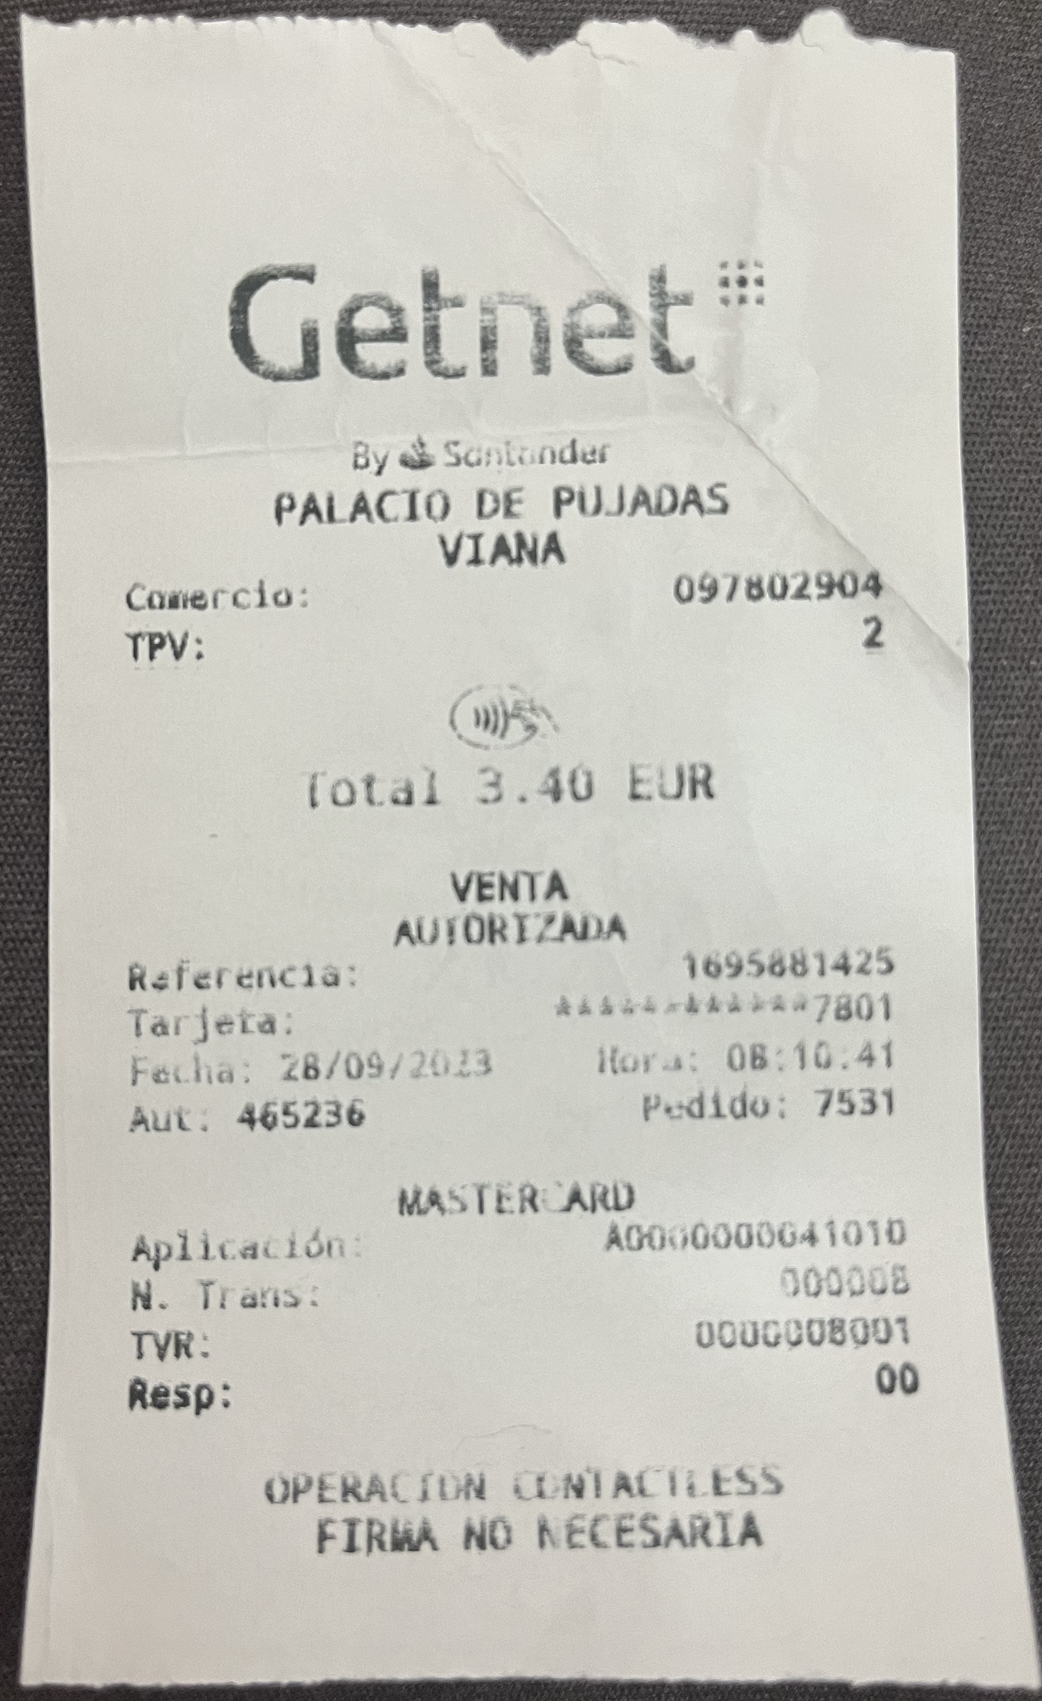 Getnet
By Santander
PALACIO DE PUJADAS
VIANA
Comercio: 097802904
TPV: 2
Total 3.40 EUR
VENTA
AUTORIZADA
Referencia: 1695881425
Tarjeta: ************7801
Fecha: 28/09/2023 Hora: 08:10:41
Aut: 465236 Pedido: 7531
MASTERCARD
Aplicación: A0000000041010
N. Trans: 000008
TVR: 0000008001
Resp: 00
OPERACION CONTACTLESS
FIRMA NO NECESARIA